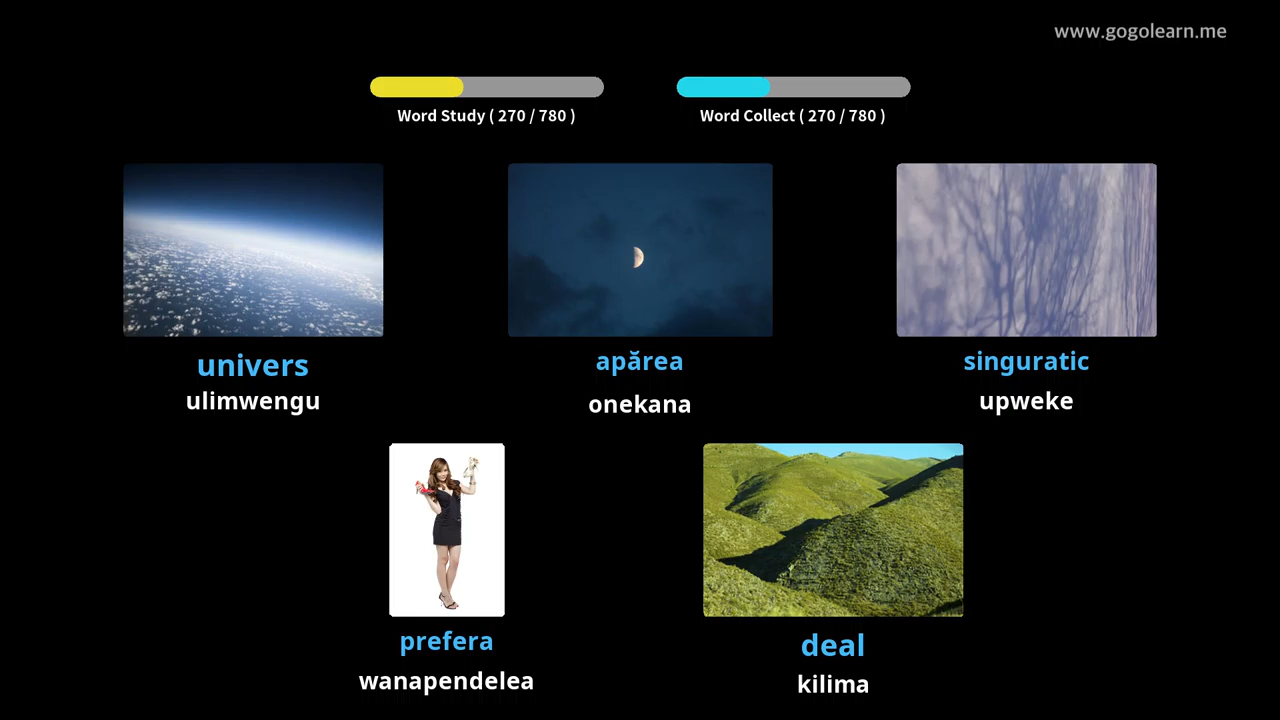 www.gogolearn.me
Word Study ( 270 / 780 )
Word Collect ( 270 / 780 )
univers
ulimwengu
apărea
onekana
singuratic
upweke
prefera
wanapendelea
deal
kilima